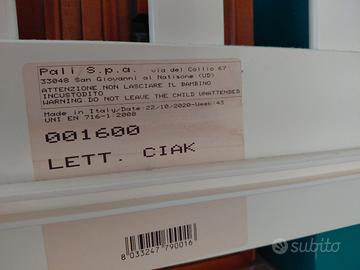 Pali S.p.a. via del Collio 67
33048 San Giovanni al Natisone (UD)
ATTENZIONE NON LASCIARE IL BAMBINO
INCUSTODITO
WARNING DO NOT LEAVE THE CHILD UNATTENDED
Made in Italy/Date:22/10/2020-Week:43
UNI EN 716-1:2008
001600
LETT. CIAK
8 033247 790016
subito